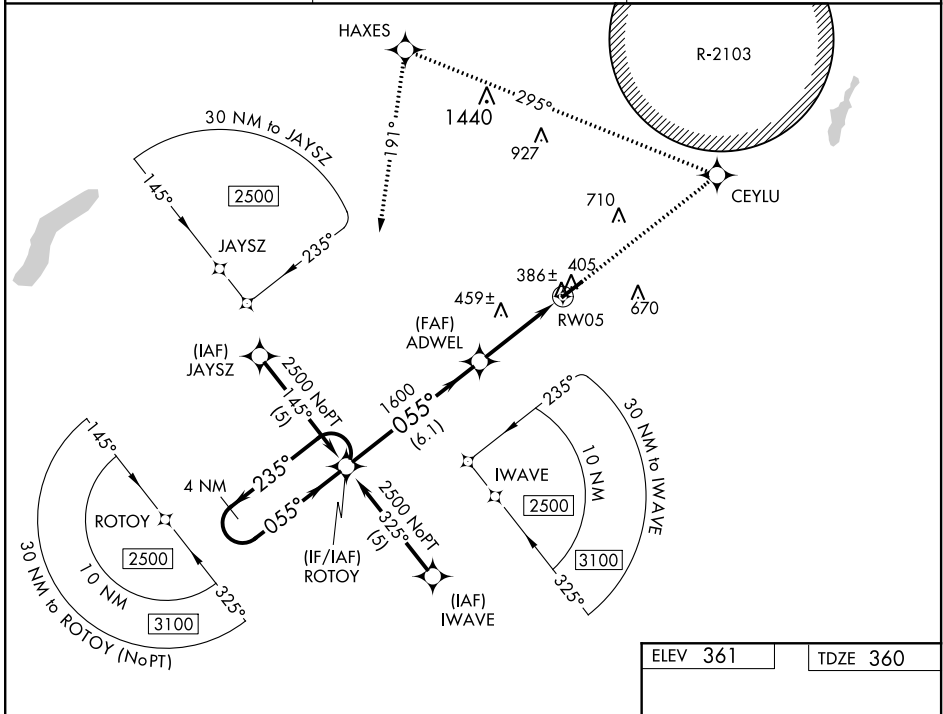 HAXES
R-2103
295°
1440
927
191°
30 NM to JAYSZ
145°
2500
235°
JAYSZ
CEYLU
710
386±
405
459±
670
RW05
(FAF)
ADWEL
(IAF)
JAYSZ
2500 NoPT
145°
(5)
1600
055°
(6.1)
235°
10 NM
30 NM to IWAVE
IWAVE
2500
3100
325°
145°
4 NM
235°
055°
ROTOY
2500
10 NM
325°
3100
30 NM to ROTOY (NoPT)
2500 NoPT
325°
(5)
(IF/IAF)
ROTOY
(IAF)
IWAVE
ELEV 361
TDZE 360